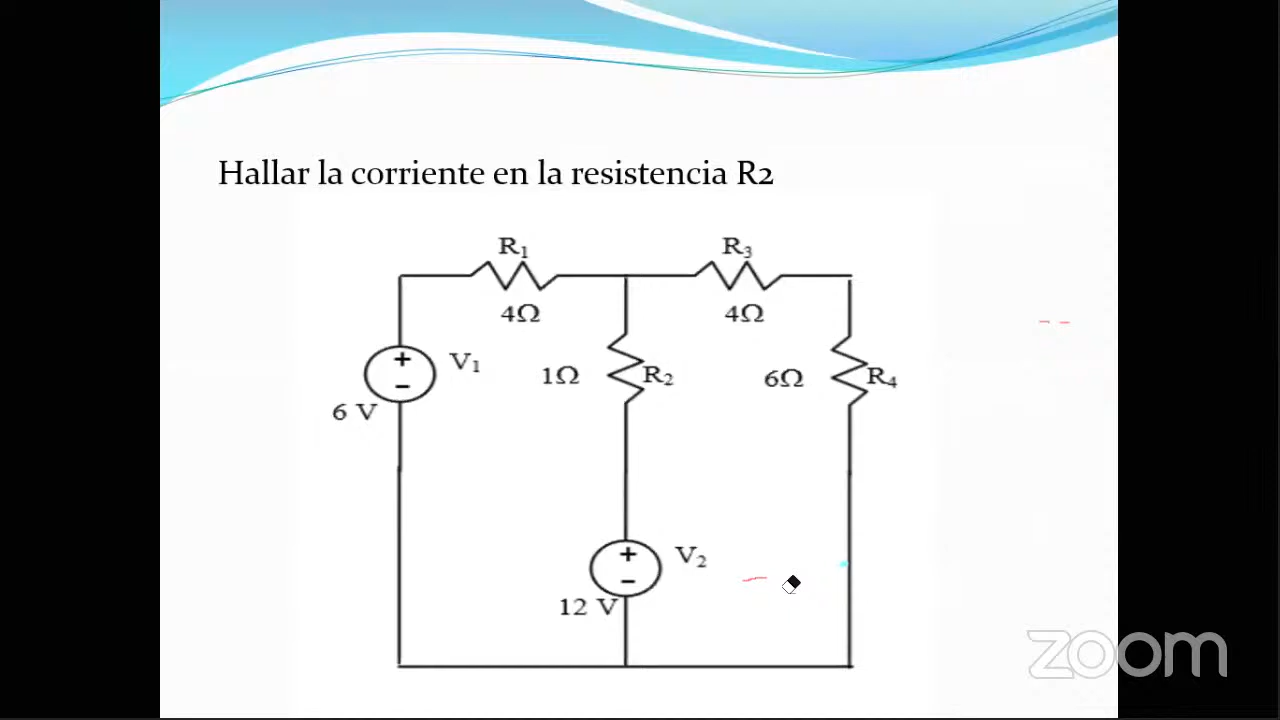 Hallar la corriente en la resistencia R2
R₁
R₃
4Ω
4Ω
+
-
V₁
1Ω
R₂
6Ω
R₄
6 V
+
-
V₂
12 V
zoom